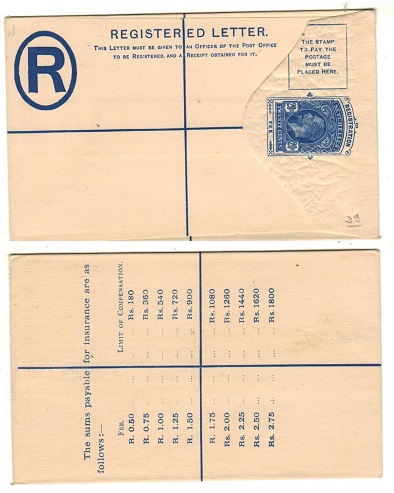 R
REGISTERED LETTER.
THIS LETTER MUST BE GIVEN TO AN OFFICER OF THE POST OFFICE
TO BE REGISTERED, AND A RECEIPT OBTAINED FOR IT.
THE STAMP
TO PAY THE
POSTAGE
MUST BE
PLACED HERE.
REGISTRATION
FEE
SEYCHELLES
The sums payable for insurance are as
follows:—
FEE. LIMIT OF COMPENSATION.
R. 0.50 ... ... Rs. 180
R. 0.75 ... ... Rs. 360
R. 1.00 ... ... Rs. 540
R. 1.25 ... ... Rs. 720
R. 1.50 ... ... Rs. 900
R. 1.75 ... ... Rs. 1080
Rs. 2.00 ... ... Rs. 1260
Rs. 2.25 ... ... Rs. 1440
Rs. 2.50 ... ... Rs. 1620
Rs. 2.75 ... ... Rs. 1800